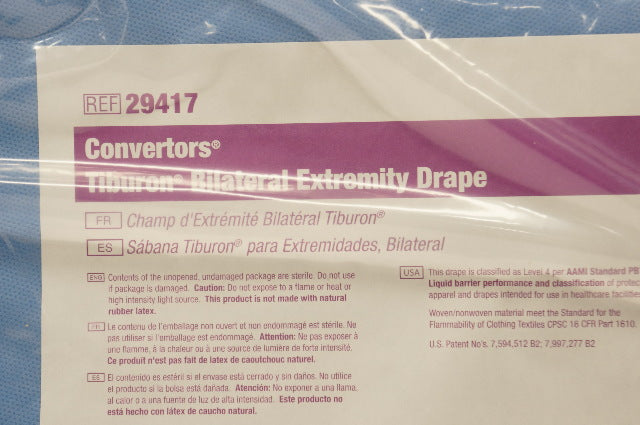 REF 29417
Convertors®
Tiburon® Bilateral Extremity Drape
FR Champ d'Extrémité Bilatéral Tiburon®
ES Sábana Tiburon® para Extremidades, Bilateral
ENG Contents of the unopened, undamaged package are sterile. Do not use
if package is damaged. Caution: Do not expose to a flame or heat or
high intensity light source. This product is not made with natural
rubber latex.
FR Le contenu de l'emballage non ouvert et non endommagé est stérile. Ne
pas utiliser si l'emballage est endommagé. Attention: Ne pas exposer à
une flamme, à la chaleur ou à une source de lumière de forte intensité.
Ce produit n'est pas fait de latex de caoutchouc naturel.
ES El contenido es estéril si el envase está cerrado y sin daños. No utilice
el producto si la bolsa está dañada. Atención: No exponer a una llama,
al calor o a una fuente de luz de alta intensidad. Este producto no
está hecho con látex de caucho natural.
USA This drape is classified as Level 4 per AAMI Standard PB
Liquid barrier performance and classification of protec
apparel and drapes intended for use in healthcare facilities
Woven/nonwoven material meet the Standard for the
Flammability of Clothing Textiles CPSC 16 CFR Part 1610.
U.S. Patent No's. 7,594,512 B2; 7,997,277 B2